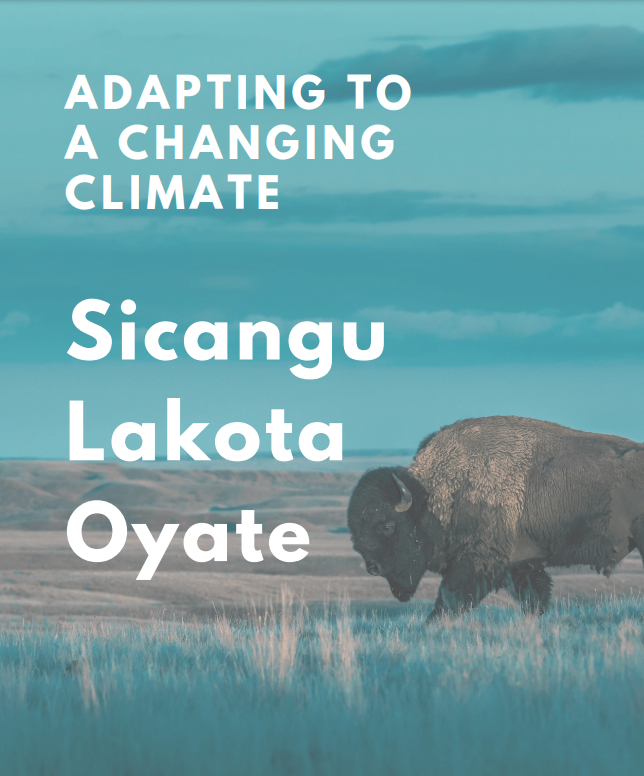 ADAPTING TO
A CHANGING
CLIMATE
Sicangu
Lakota
Oyate